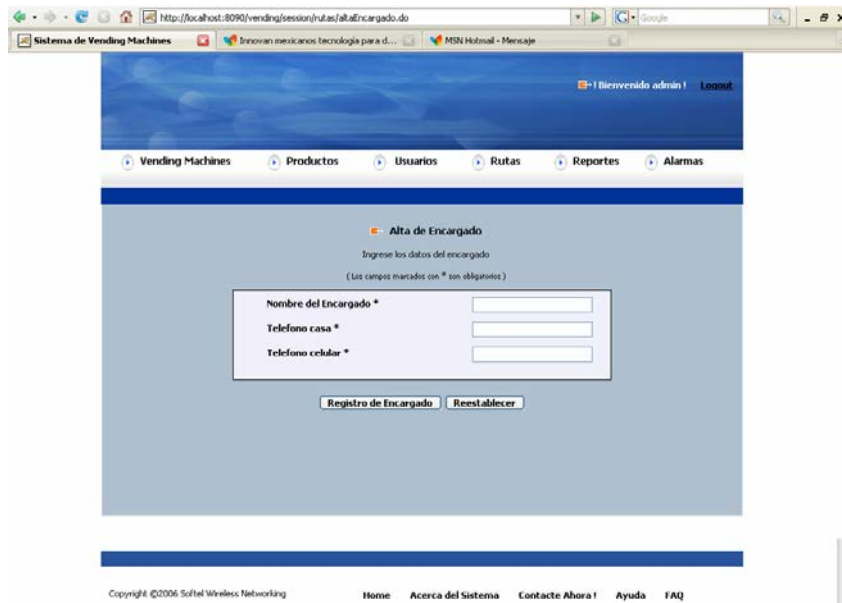 http://localhost:8090/vending/session/rutas/altaEncargado.do
Google
Sistema de Vending Machines
Innovan mexicanos tecnología para d...
MSN Hotmail - Mensaje
! Bienvenido admin !
Logout
Vending Machines
Productos
Usuarios
Rutas
Reportes
Alarmas
Alta de Encargado
Ingrese los datos del encargado
( Los campos marcados con * son obligatorios )
Nombre del Encargado *
Telefono casa *
Telefono celular *
Registro de Encargado
Reestablecer
Copyright ©2006 Softel Wireless Networking
Home
Acerca del Sistema
Contacte Ahora !
Ayuda
FAQ